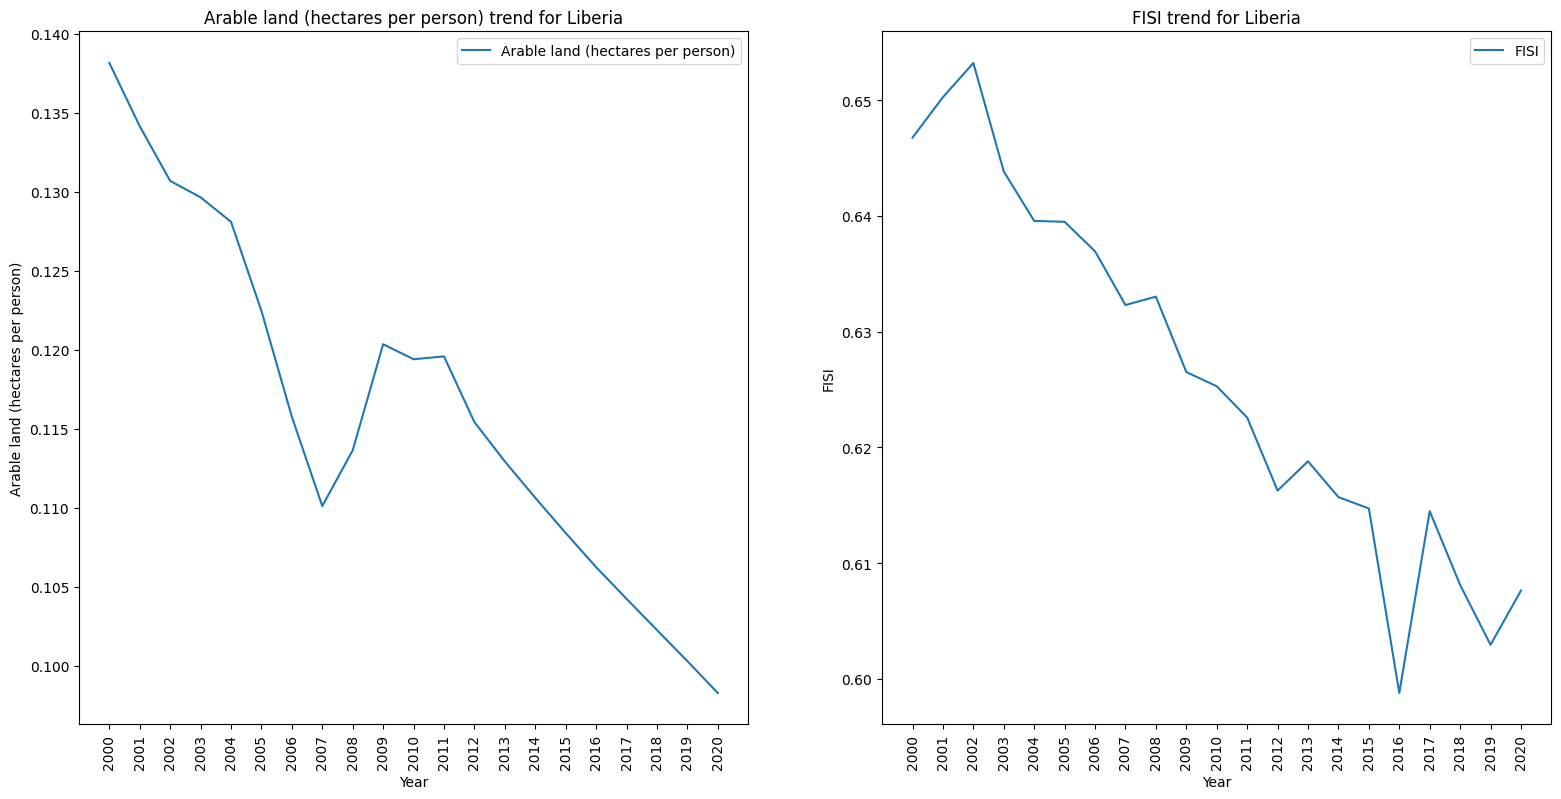 Arable land (hectares per person) trend for Liberia
Arable land (hectares per person)
Arable land (hectares per person)
0.140
0.135
0.130
0.125
0.120
0.115
0.110
0.105
0.100
2000 2001 2002 2003 2004 2005 2006 2007 2008 2009 2010 2011 2012 2013 2014 2015 2016 2017 2018 2019 2020
Year
FISI trend for Liberia
FISI
FISI
0.65
0.64
0.63
0.62
0.61
0.60
2000 2001 2002 2003 2004 2005 2006 2007 2008 2009 2010 2011 2012 2013 2014 2015 2016 2017 2018 2019 2020
Year